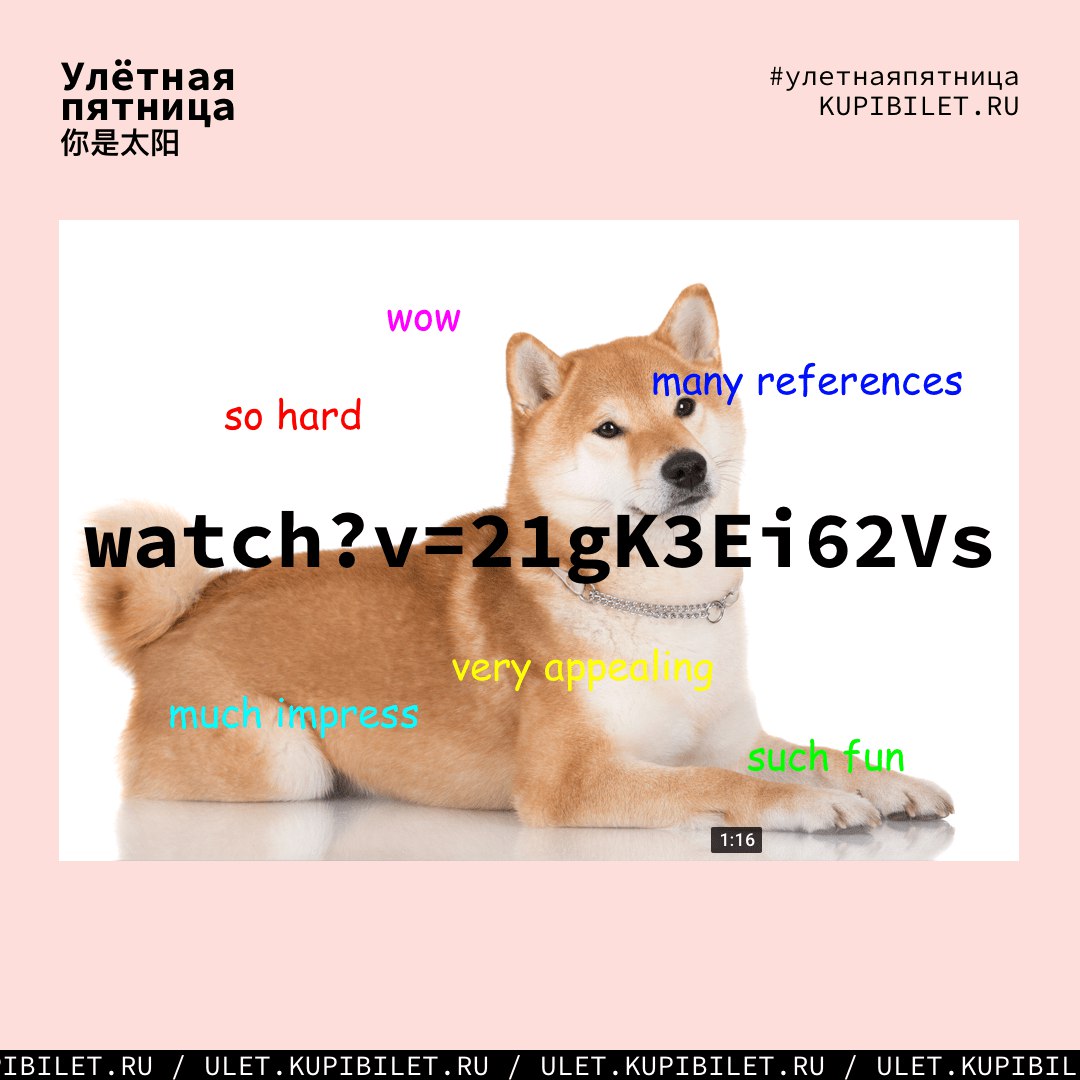 Улётная
пятница
你是太阳
#улетнаяпятница
KUPIBILET.RU
wow
many references
so hard
watch?v=21gK3Ei62Vs
very appealing
much impress
such fun
1:16
PIBILET.RU / ULET.KUPIBILET.RU / ULET.KUPIBILET.RU / ULET.KUPIBIL